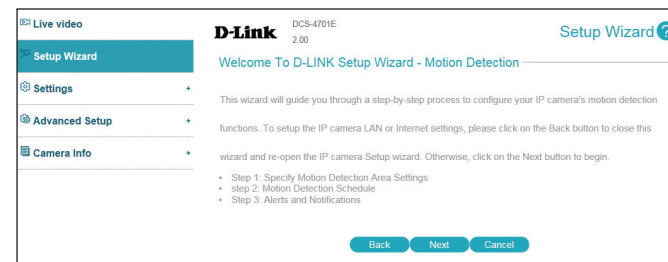 Live video
Setup Wizard
Settings +
Advanced Setup +
Camera Info +
D-Link DCS-4701E
2.00
Setup Wizard ?
Welcome To D-LINK Setup Wizard - Motion Detection
This wizard will guide you through a step-by-step process to configure your IP camera's motion detection
functions. To setup the IP camera LAN or Internet settings, please click on the Back button to close this
wizard and re-open the IP camera Setup wizard. Otherwise, click on the Next button to begin.
• Step 1: Specify Motion Detection Area Settings
• step 2: Motion Detection Schedule
• Step 3: Alerts and Notifications
Back Next Cancel